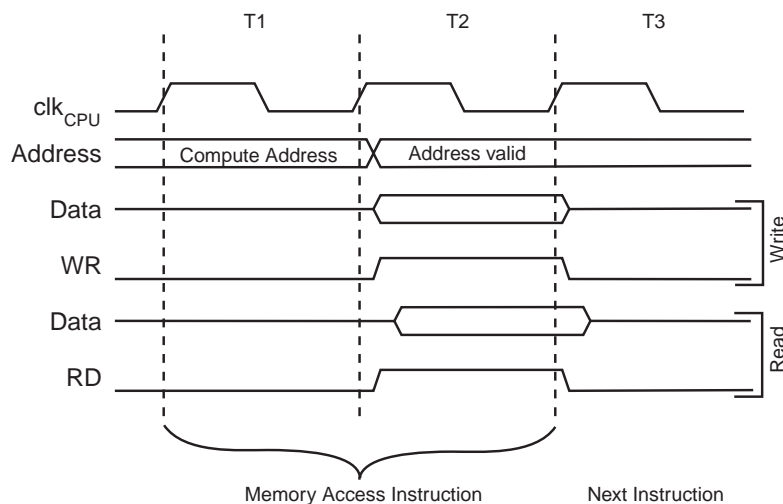 T1 T2 T3
clkCPU
Address Compute Address Address valid
Data
WR
Write
Data
RD
Read
Memory Access Instruction Next Instruction